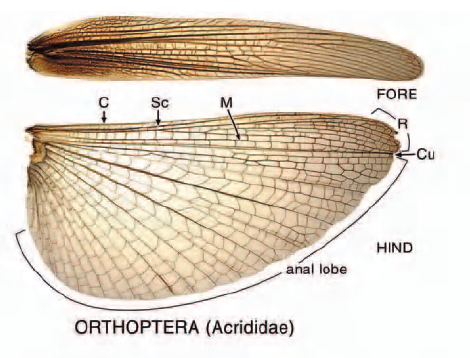 FORE
C Sc M R
Cu
HIND
anal lobe
ORTHOPTERA (Acrididae)